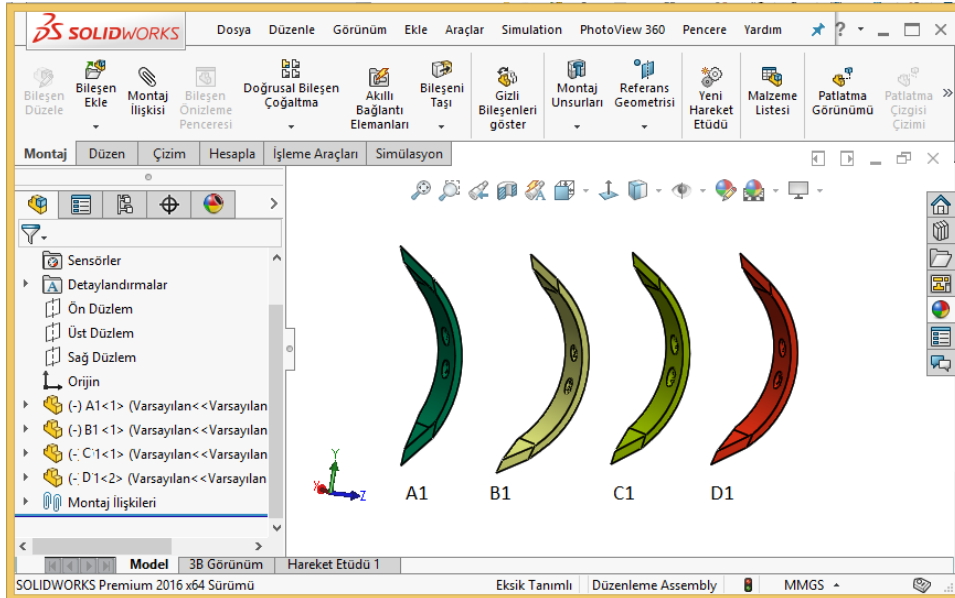 SOLIDWORKS Dosya Düzenle Görünüm Ekle Araçlar Simulation PhotoView 360 Pencere Yardım ?
Bileşen Düzele
Bileşen Ekle
Montaj İlişkisi
Bileşen Önizleme Penceresi
Doğrusal Bileşen Çoğaltma
Akıllı Bağlantı Elemanları
Bileşeni Taşı
Gizli Bileşenleri göster
Montaj Unsurları
Referans Geometrisi
Yeni Hareket Etüdü
Malzeme Listesi
Patlatma Görünümü
Patlatma Çizgisi Çizimi
Montaj Düzen Çizim Hesapla İşleme Araçları Simülasyon
Sensörler
Detaylandırmalar
Ön Düzlem
Üst Düzlem
Sağ Düzlem
Orijin
(-) A1<1> (Varsayılan<<Varsayılan
(-) B1 <1> (Varsayılan<<Varsayılan
(- C1<1> (Varsayılan<<Varsayılan
(- D1<2> (Varsayılan<<Varsayılan
Montaj İlişkileri
Y
X
Z
A1 B1 C1 D1
Model 3B Görünüm Hareket Etüdü 1
SOLIDWORKS Premium 2016 x64 Sürümü Eksik Tanımlı Düzenleme Assembly MMGS